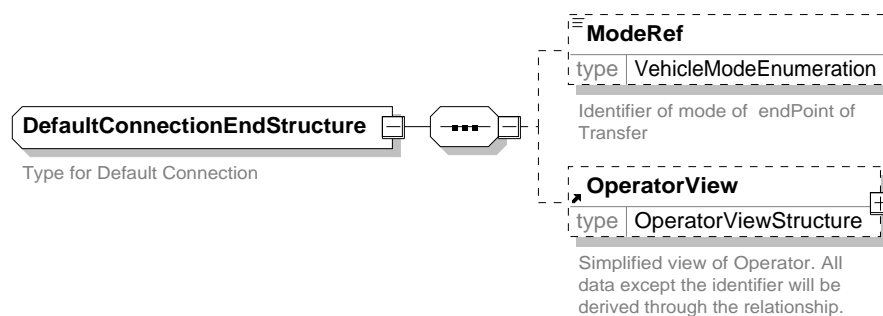 ModeRef
type VehicleModeEnumeration
Identifier of mode of endPoint of
Transfer
DefaultConnectionEndStructure
Type for Default Connection
OperatorView
type OperatorViewStructure
Simplified view of Operator. All
data except the identifier will be
derived through the relationship.